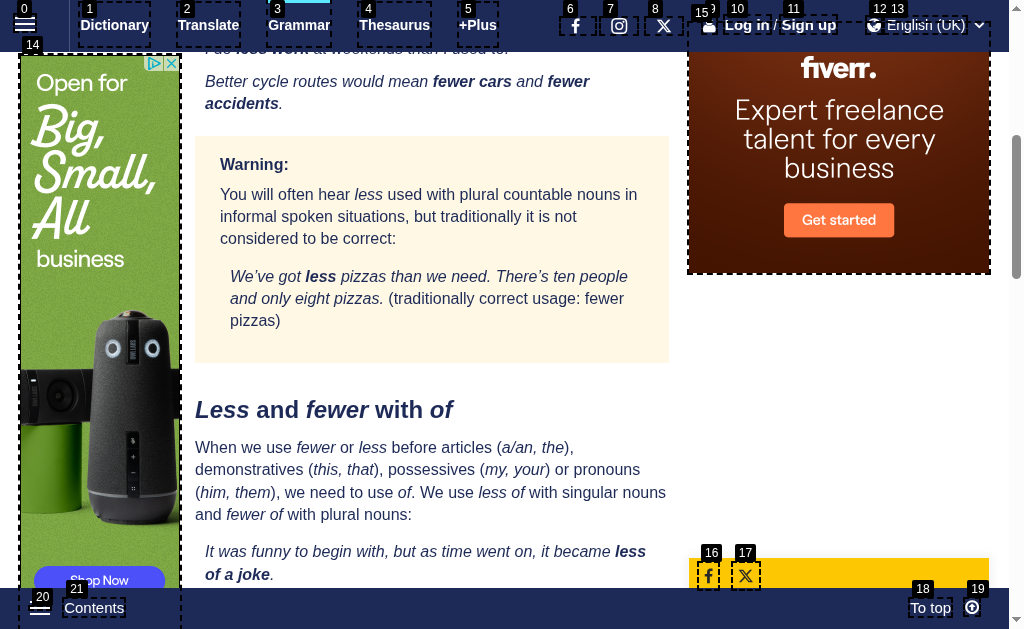 0 1 2 3 4 5 6 7 8 15 9 10 11 12 13
Dictionary Translate Grammar Thesaurus +Plus Log in / Sign up English (UK)
14
Better cycle routes would mean fewer cars and fewer
accidents.
Warning:
You will often hear less used with plural countable nouns in
informal spoken situations, but traditionally it is not
considered to be correct:
We’ve got less pizzas than we need. There’s ten people
and only eight pizzas. (traditionally correct usage: fewer
pizzas)
Less and fewer with of
When we use fewer or less before articles (a/an, the),
demonstratives (this, that), possessives (my, your) or pronouns
(him, them), we need to use of. We use less of with singular nouns
and fewer of with plural nouns:
It was funny to begin with, but as time went on, it became less
of a joke.
Open for
Big,
Small,
All
business
Shop Now
fiverr.
Expert freelance
talent for every
business
Get started
16 17
20 21 18 19
Contents To top